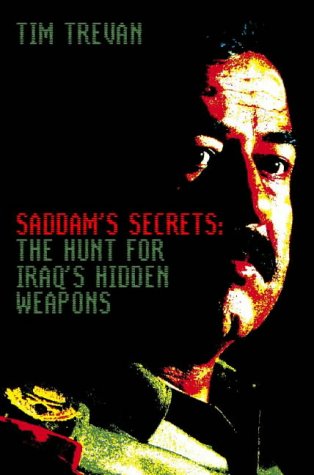 TIM TREVAN
SADDAM'S SECRETS:
THE HUNT FOR
IRAQ'S HIDDEN
WEAPONS